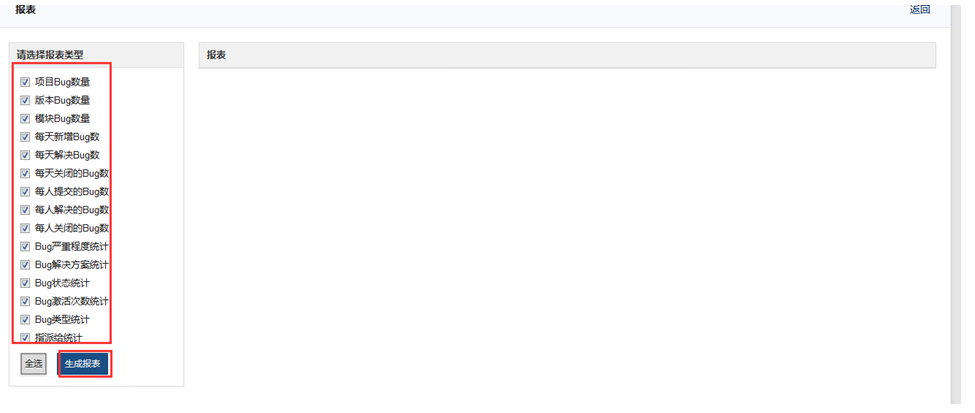 报表
返回
请选择报表类型
报表
项目Bug数量
版本Bug数量
模块Bug数量
每天新增Bug数
每天解决Bug数
每天关闭的Bug数
每人提交的Bug数
每人解决的Bug数
每人关闭的Bug数
Bug严重程度统计
Bug解决方案统计
Bug状态统计
Bug激活次数统计
Bug类型统计
指派给统计
全选
生成报表